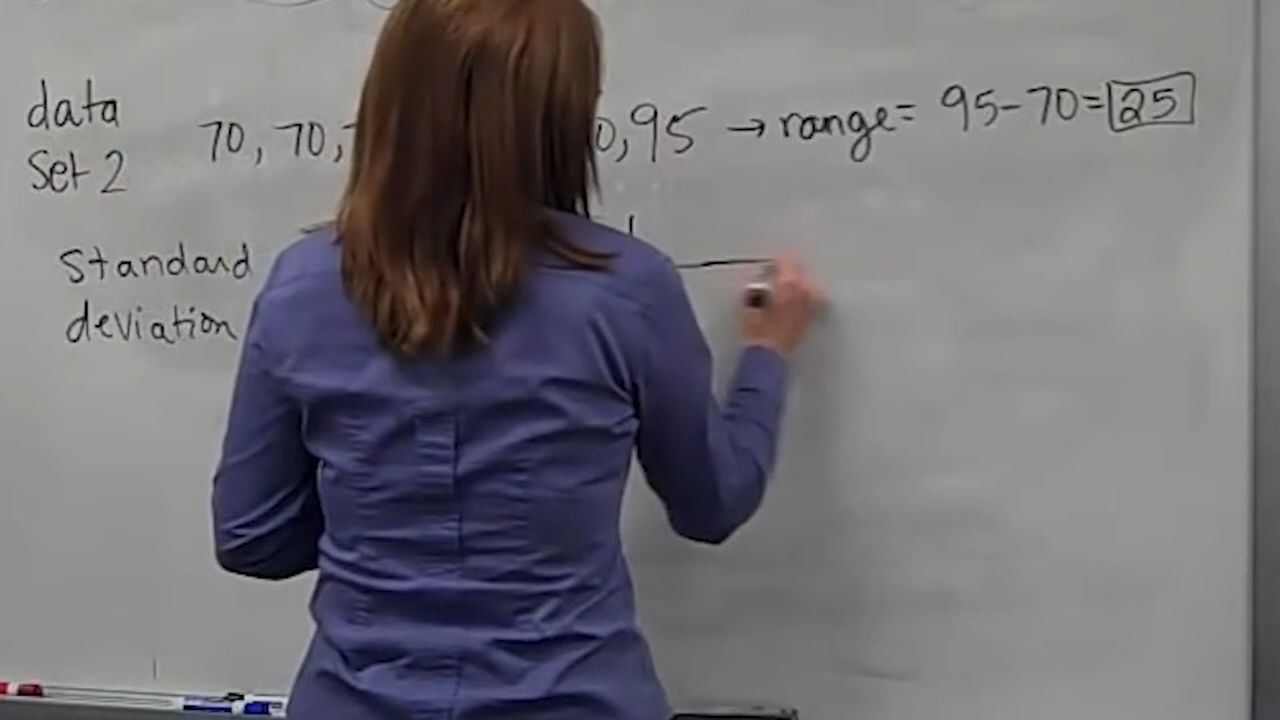 data
Set 2
70, 70, 0, 95 → range = 95-70 = 25
Standard
deviation